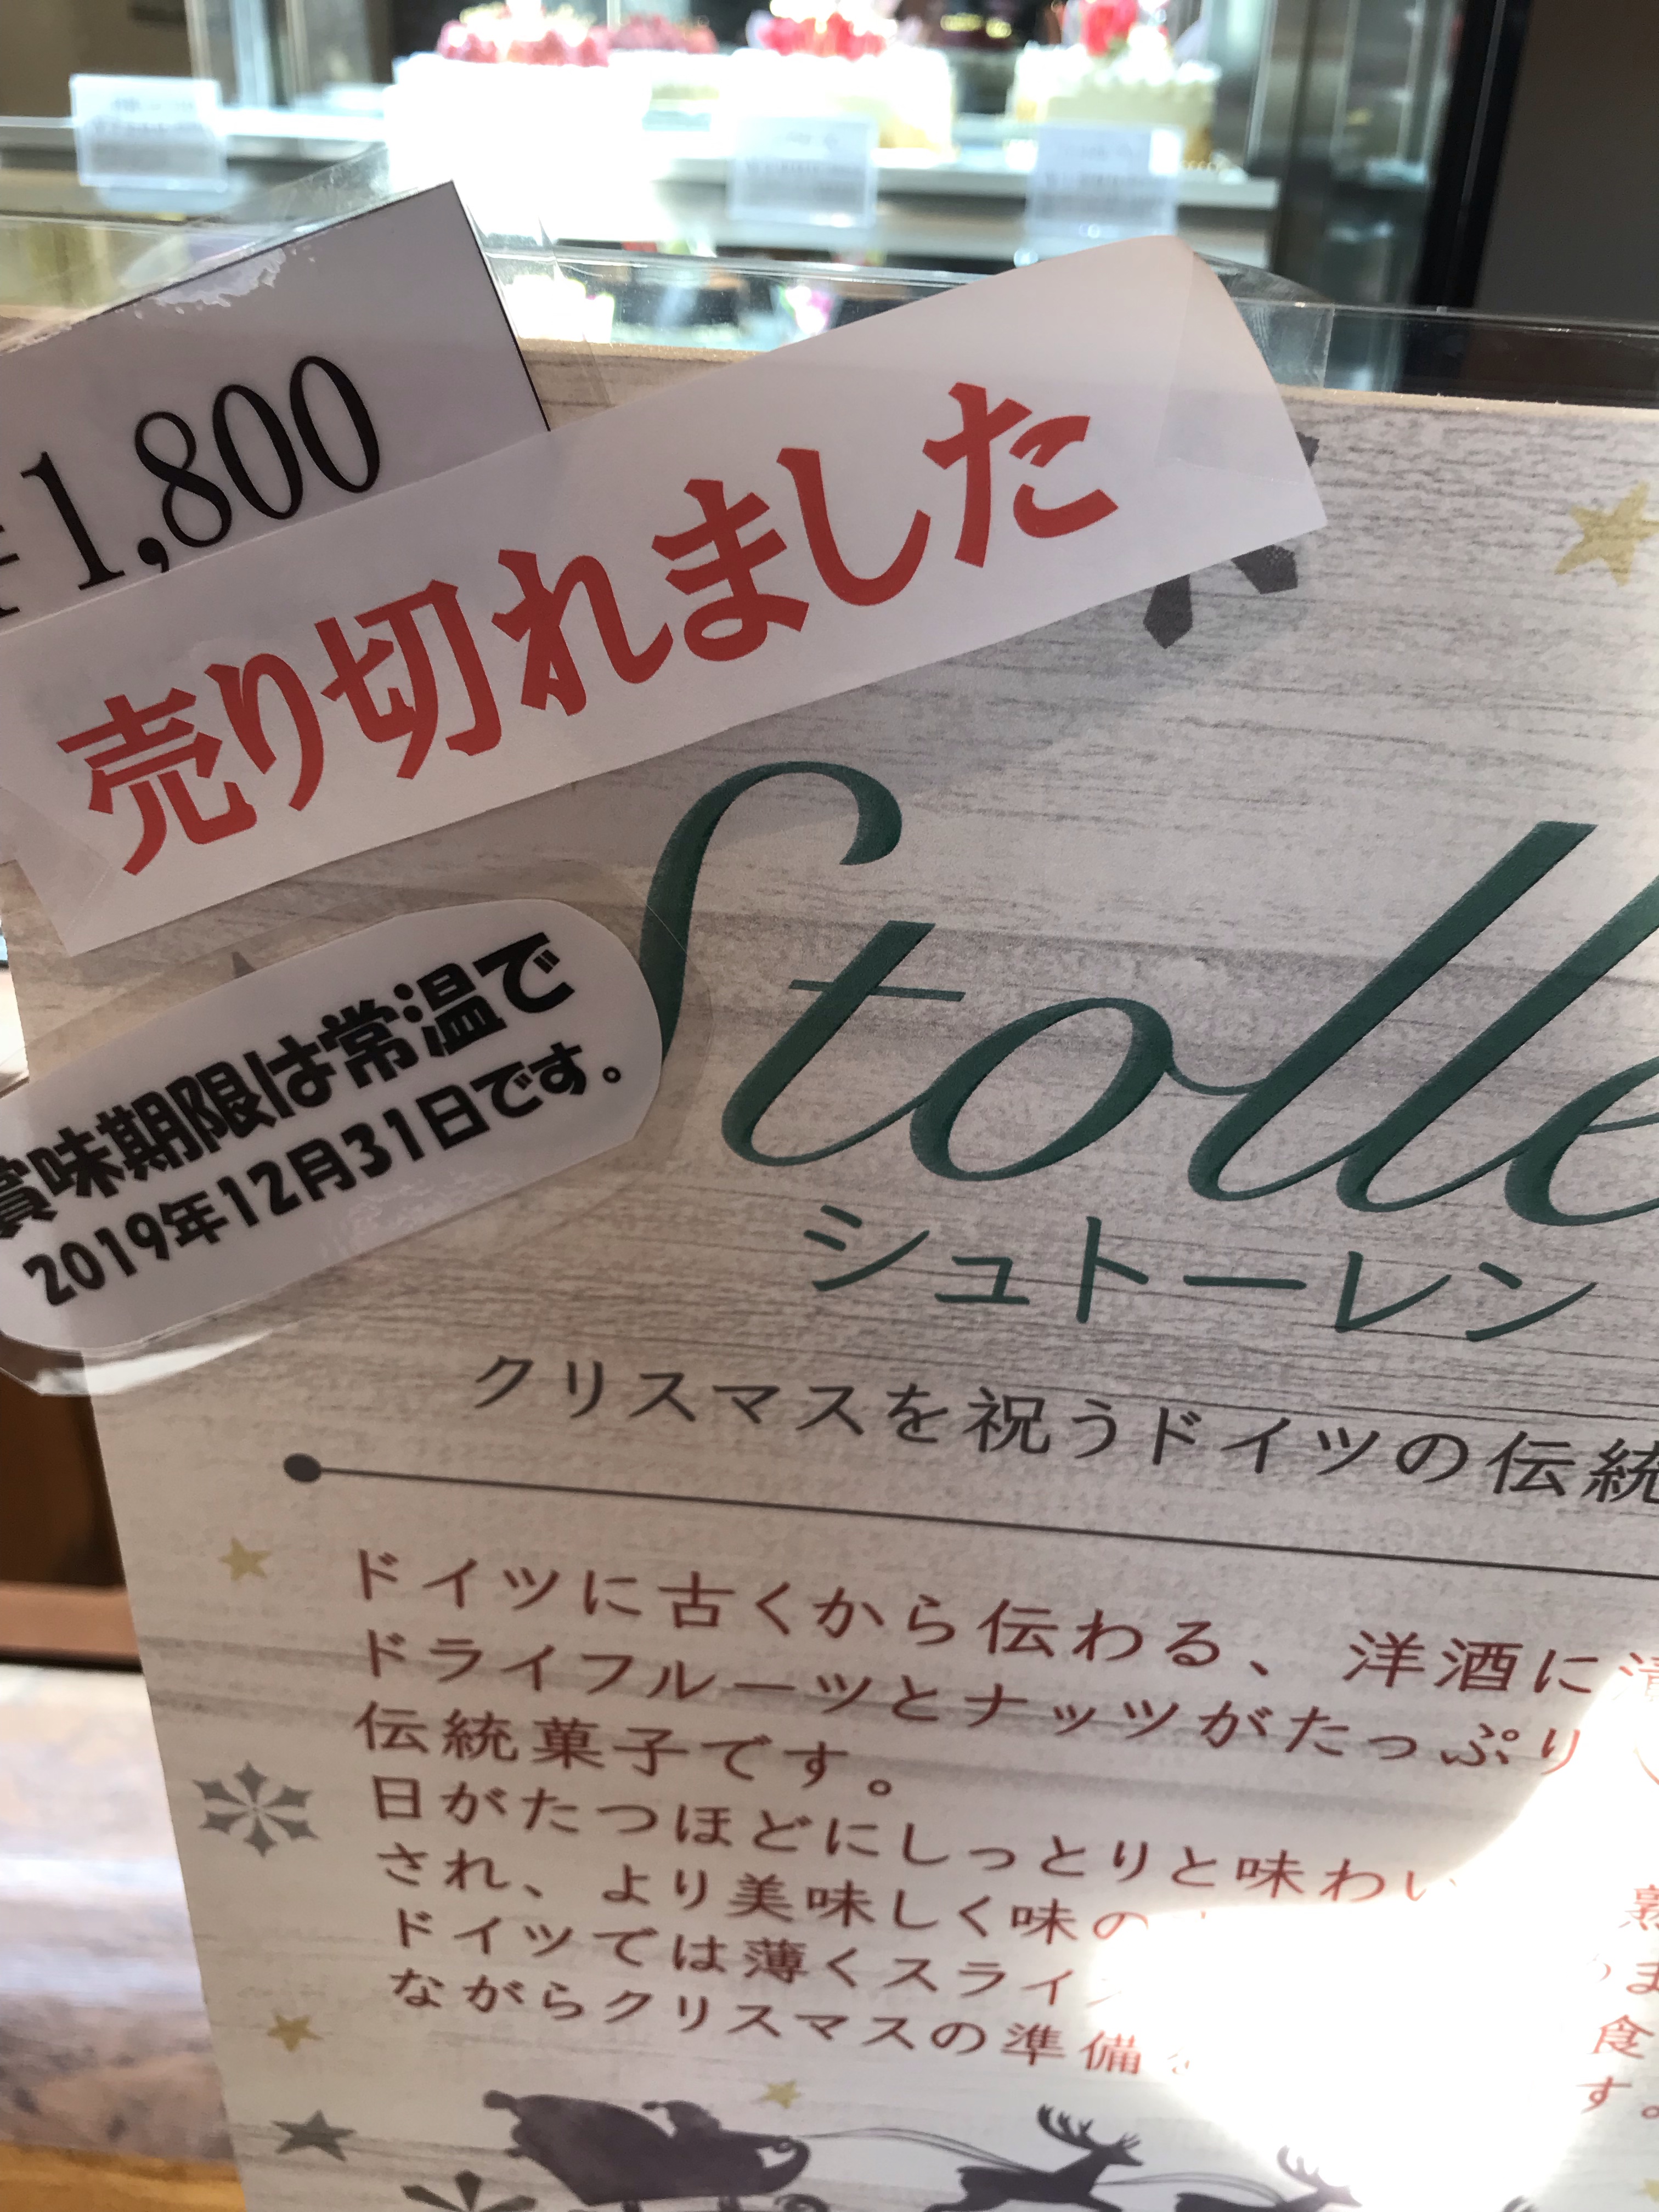 ¥1,800
売り切れました
賞味期限は常温で
2019年12月31日です。
Stolle
シュトーレン
クリスマスを祝うドイツの伝統
ドイツに古くから伝わる、洋酒に漬
ドライフルーツとナッツがたっぷり
伝統菓子です。
日がたつほどにしっとりと味わい 熟
され、より美味しく味の ま
ドイツでは薄くスライ 食
ながらクリスマスの準備 す。